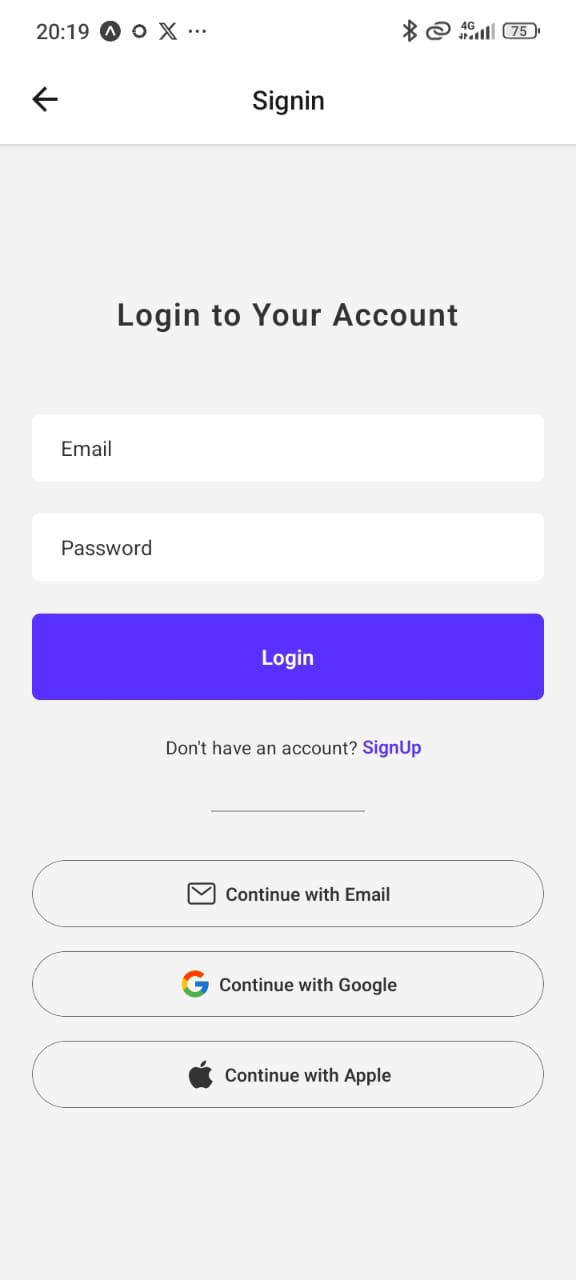 20:19 X ... 4G 75
Signin
Login to Your Account
Email
Password
Login
Don't have an account? SignUp
Continue with Email
Continue with Google
Continue with Apple